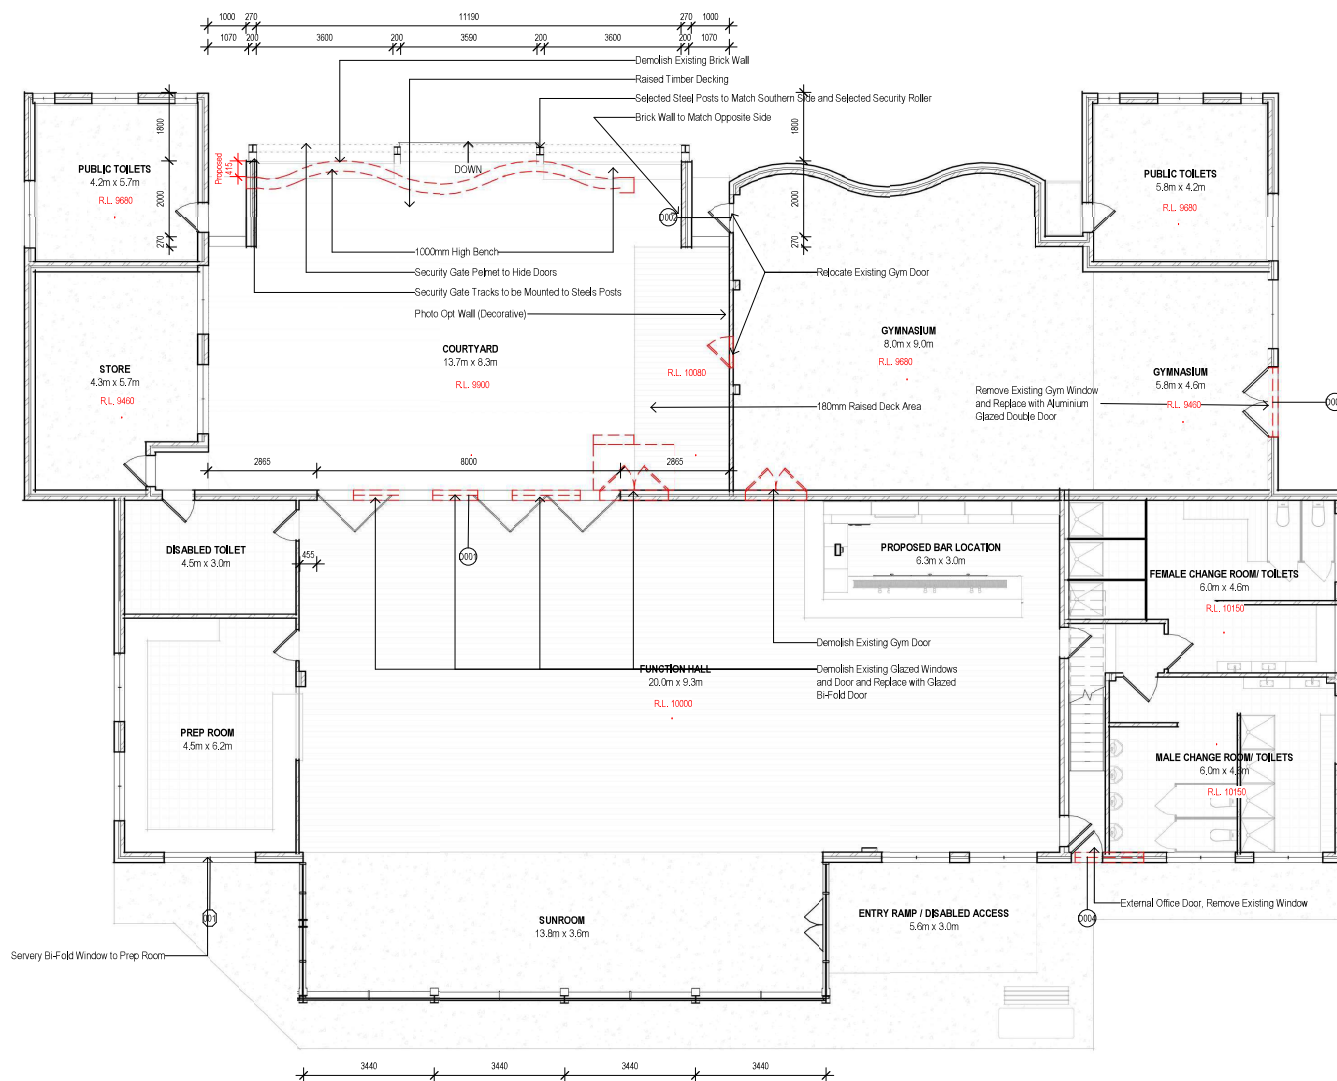 1000 270 11190 270 1000
1070 200 3600 200 3590 200 3600 200 1070
Demolish Existing Brick Wall
Raised Timber Decking
Selected Steel Posts to Match Southern Side and Selected Security Roller
Brick Wall to Match Opposite Side
1800
2000
270
1800
2000
270
Proposed
415
DOWN
PUBLIC TOILETS
4.2m x 5.7m
R.L. 9680
PUBLIC TOILETS
5.8m x 4.2m
R.L. 9680
D002
1000mm High Bench
Security Gate Pelmet to Hide Doors
Security Gate Tracks to be Mounted to Steels Posts
Photo Opt Wall (Decorative)
Relocate Existing Gym Door
COURTYARD
13.7m x 8.3m
R.L. 9900
GYMNASIUM
8.0m x 9.0m
R.L. 9680
STORE
4.3m x 5.7m
R.L. 9460
R.L. 10080
GYMNASIUM
5.8m x 4.6m
R.L. 9460
Remove Existing Gym Window
and Replace with Aluminium
Glazed Double Door
180mm Raised Deck Area
2865 8000 2865
DISABLED TOILET
4.5m x 3.0m
455
D001
PROPOSED BAR LOCATION
6.3m x 3.0m
FEMALE CHANGE ROOM/ TOILETS
6.0m x 4.6m
R.L. 10150
Demolish Existing Gym Door
Demolish Existing Glazed Windows
and Door and Replace with Glazed
Bi-Fold Door
FUNCTION HALL
20.0m x 9.3m
R.L. 10000
PREP ROOM
4.5m x 6.2m
MALE CHANGE ROOM/ TOILETS
6.0m x 4.6m
R.L. 10150
External Office Door, Remove Existing Window
D004
SUNROOM
13.8m x 3.6m
ENTRY RAMP / DISABLED ACCESS
5.6m x 3.0m
Servery Bi-Fold Window to Prep Room
3440 3440 3440 3440